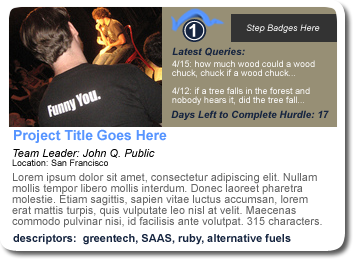 Funny You.
1
Step Badges Here
Latest Queries:
4/15: how much wood could a wood
chuck, chuck if a wood chuck...
4/12: if a tree falls in the forest and
nobody hears it, did the tree fall...
Days Left to Complete Hurdle: 17
Project Title Goes Here
Team Leader: John Q. Public
Location: San Francisco
Lorem ipsum dolor sit amet, consectetur adipiscing elit. Nullam
mollis tempor libero mollis interdum. Donec laoreet pharetra
molestie. Etiam sagittis, sapien vitae luctus accumsan, lorem
erat mattis turpis, quis vulputate leo nisl at velit. Maecenas
commodo pulvinar nisi, id facilisis ante volutpat. 315 characters.
descriptors: greentech, SAAS, ruby, alternative fuels